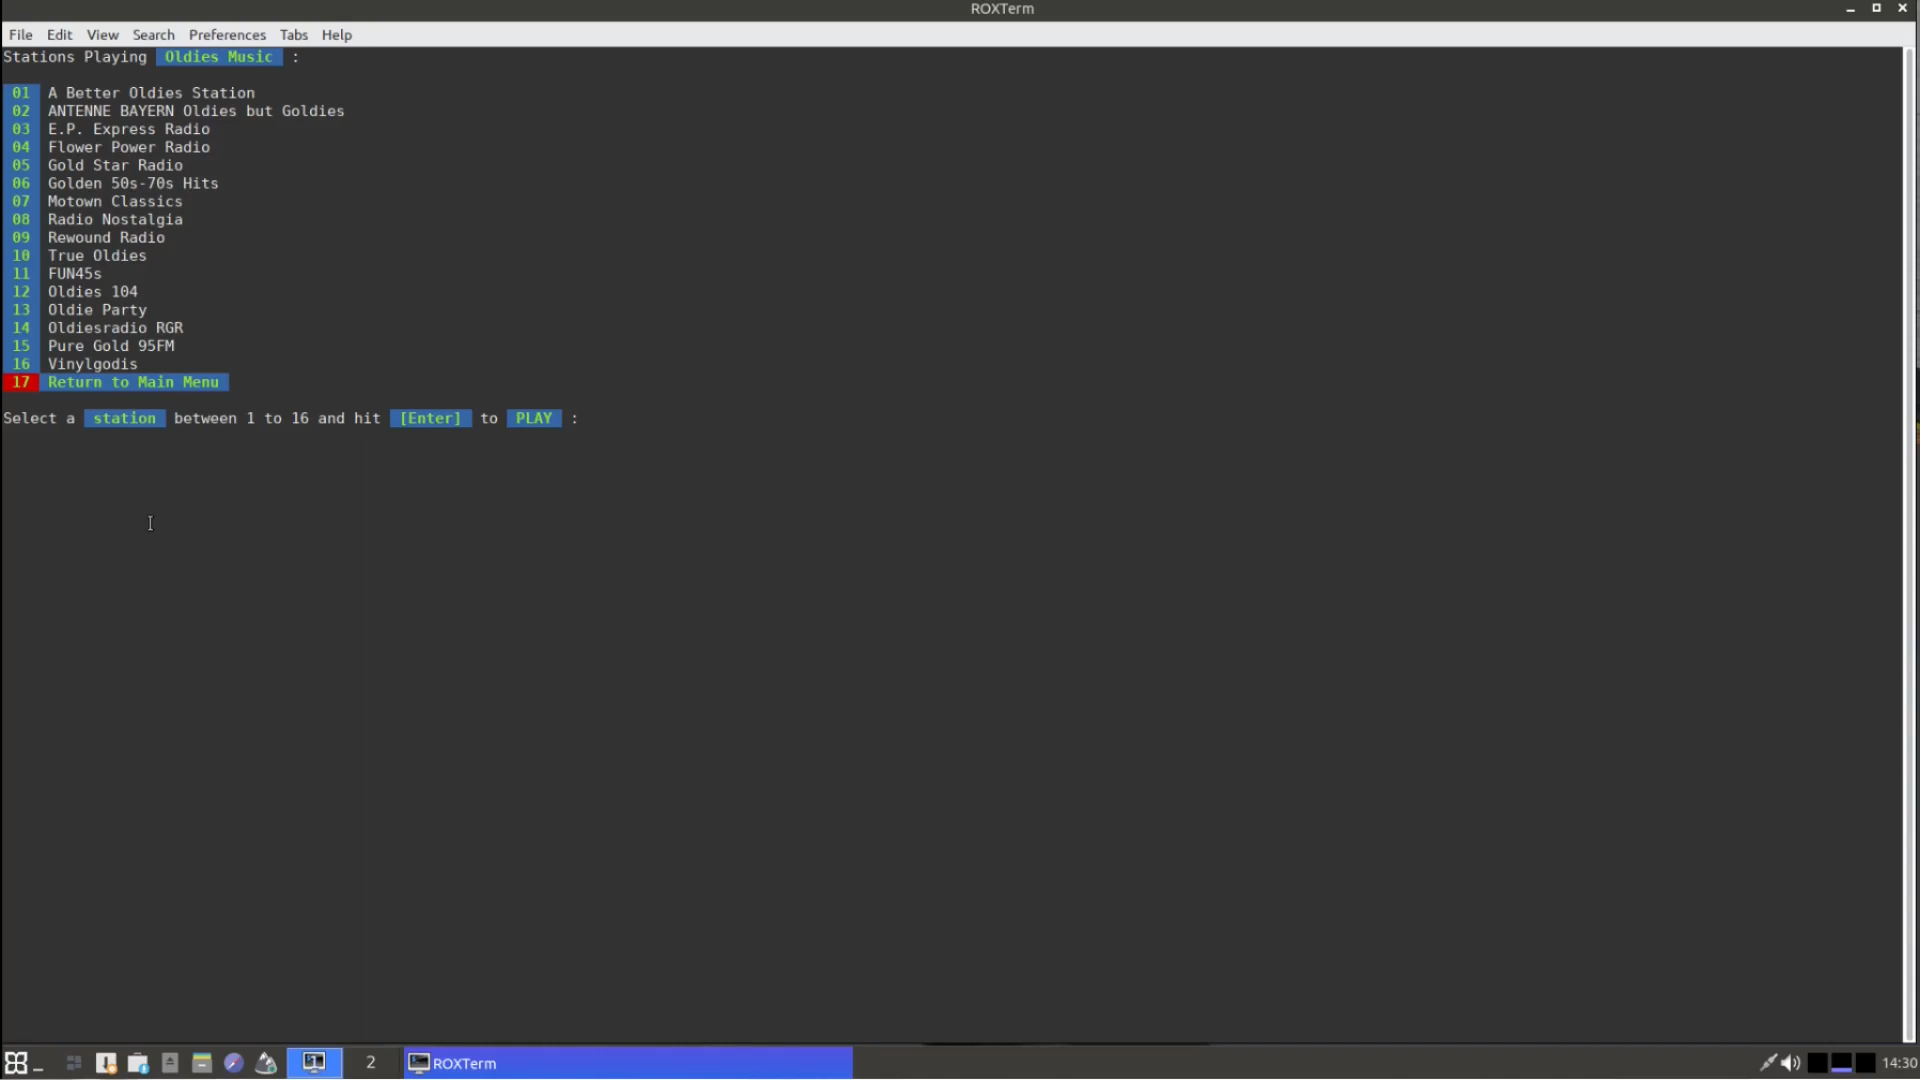 ROXTerm
File Edit View Search Preferences Tabs Help
Stations Playing Oldies Music :
01 A Better Oldies Station
02 ANTENNE BAYERN Oldies but Goldies
03 E.P. Express Radio
04 Flower Power Radio
05 Gold Star Radio
06 Golden 50s-70s Hits
07 Motown Classics
08 Radio Nostalgia
09 Rewound Radio
10 True Oldies
11 FUN45s
12 Oldies 104
13 Oldie Party
14 Oldiesradio RGR
15 Pure Gold 95FM
16 Vinylgodis
17 Return to Main Menu
Select a station between 1 to 16 and hit [Enter] to PLAY :
1 2 ROXTerm 14:30